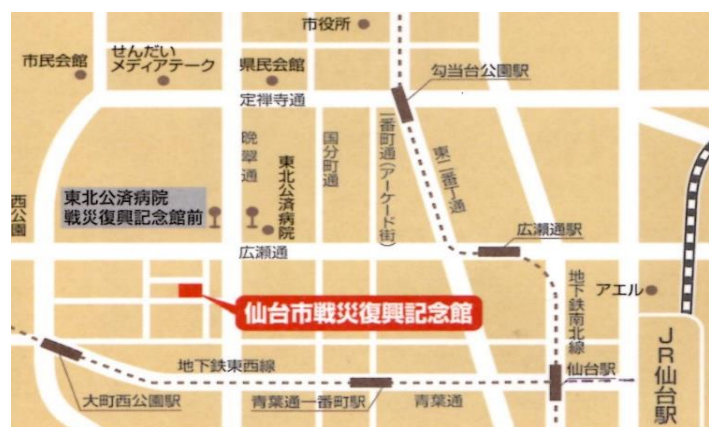 市役所
せんだい
メディアテーク
市民会館
県民会館
勾当台公園駅
定禅寺通
晩翠通
国分町通
一番町通(アーケード街)
東二番丁通
東北公済病院
西公園
東北公済病院
戦災復興記念館前
広瀬通
広瀬通駅
地下鉄南北線
アエル
仙台市戦災復興記念館
JR仙台駅
地下鉄東西線
仙台駅
大町西公園駅
青葉通一番町駅
青葉通